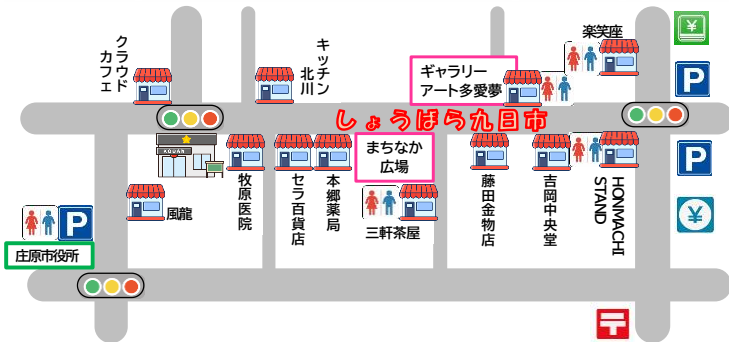 クラウド
カフェ
キッチン
北川
ギャラリー
アート多愛夢
楽笑座
¥
P
しょうばら九日市
KOUAN
牧原医院
セラ百貨店
本郷薬局
まちなか
広場
藤田金物店
吉岡中央堂
HONMACHI
STAND
P
風龍
三軒茶屋
P
¥
庄原市役所
〒